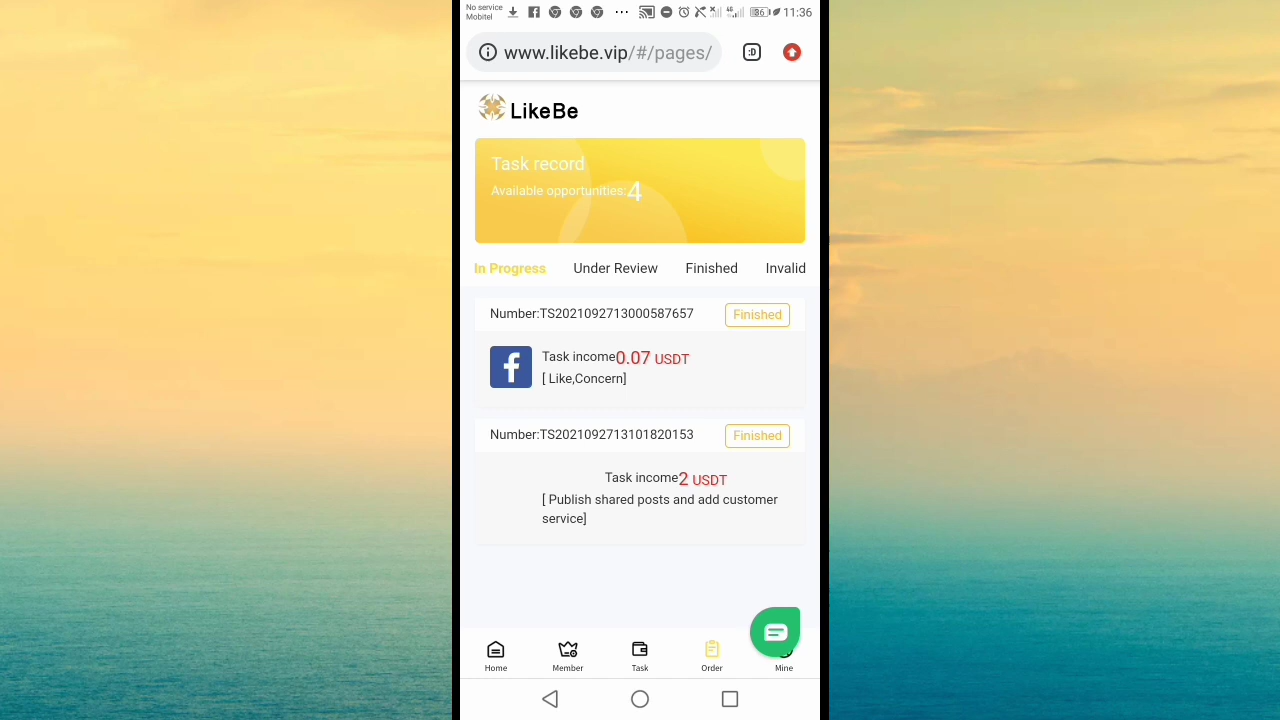 No service
Mobitel
46
86
11:36
www.likebe.vip/#/pages/
:D
LikeBe
Task record
Available opportunities:4
In Progress Under Review Finished Invalid
Number:TS2021092713000587657 Finished
Task income0.07 USDT
[ Like,Concern]
Number:TS2021092713101820153 Finished
Task income2 USDT
[ Publish shared posts and add customer
service]
Home Member Task Order Mine